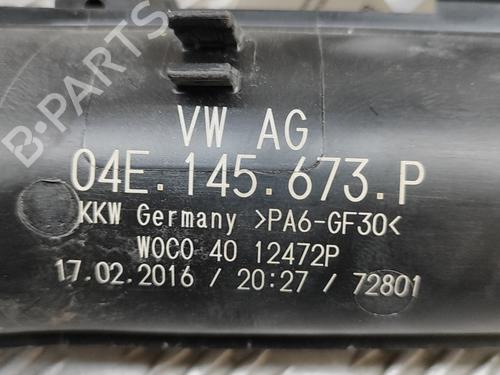 B-PARTS
VW AG
04E.145.673.P
KKW Germany >PA6-GF30<
WOCO 40 12472P
17.02.2016 / 20:27 / 72801